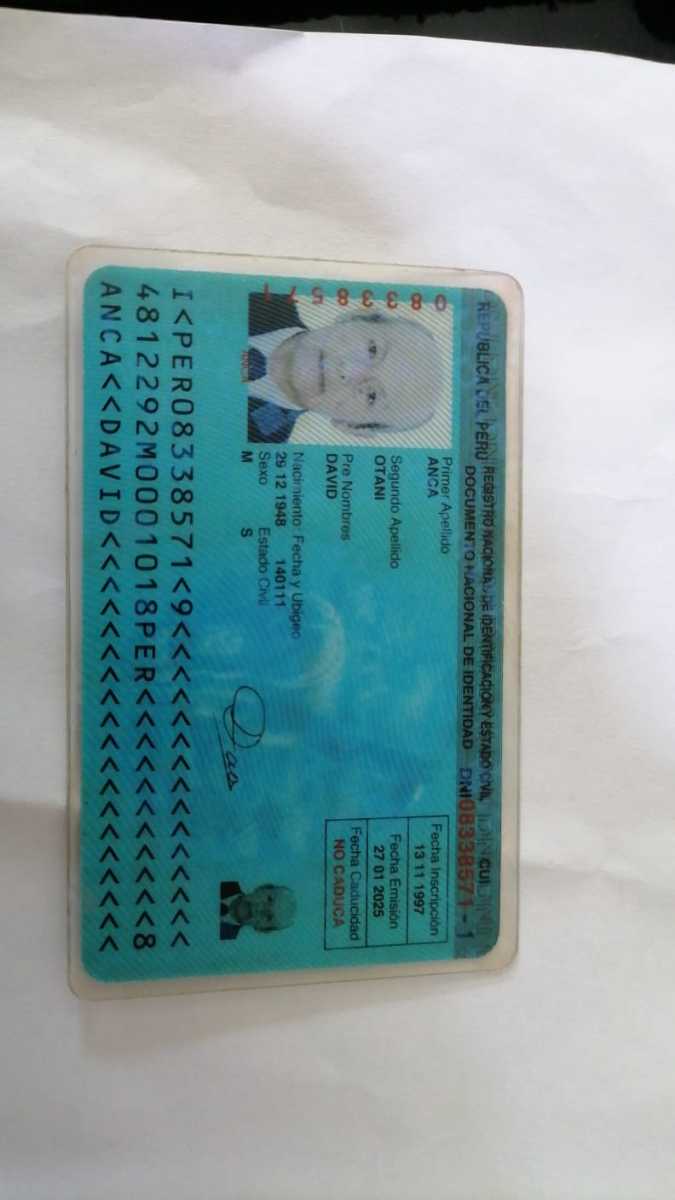 REPUBLICA DEL PERU REGISTRO NACIONAL DE IDENTIFICACION Y ESTADO CIVIL CUI
DOCUMENTO NACIONAL DE IDENTIDAD DNI 08338571 - 1
08338571
Primer Apellido
ANCA
Segundo Apellido
OTANI
Pre Nombres
DAVID
Nacimiento: Fecha y Ubigeo
29 12 1948 140111
Sexo Estado Civil
M S
Fecha Inscripción
13 11 1997
Fecha Emisión
27 01 2025
Fecha Caducidad
NO CADUCA
I<PER08338571<9<<<<<<<<<<<<<<<
4812292M0001018PER<<<<<<<<<<<8
ANCA<<DAVID<<<<<<<<<<<<<<<<<<<